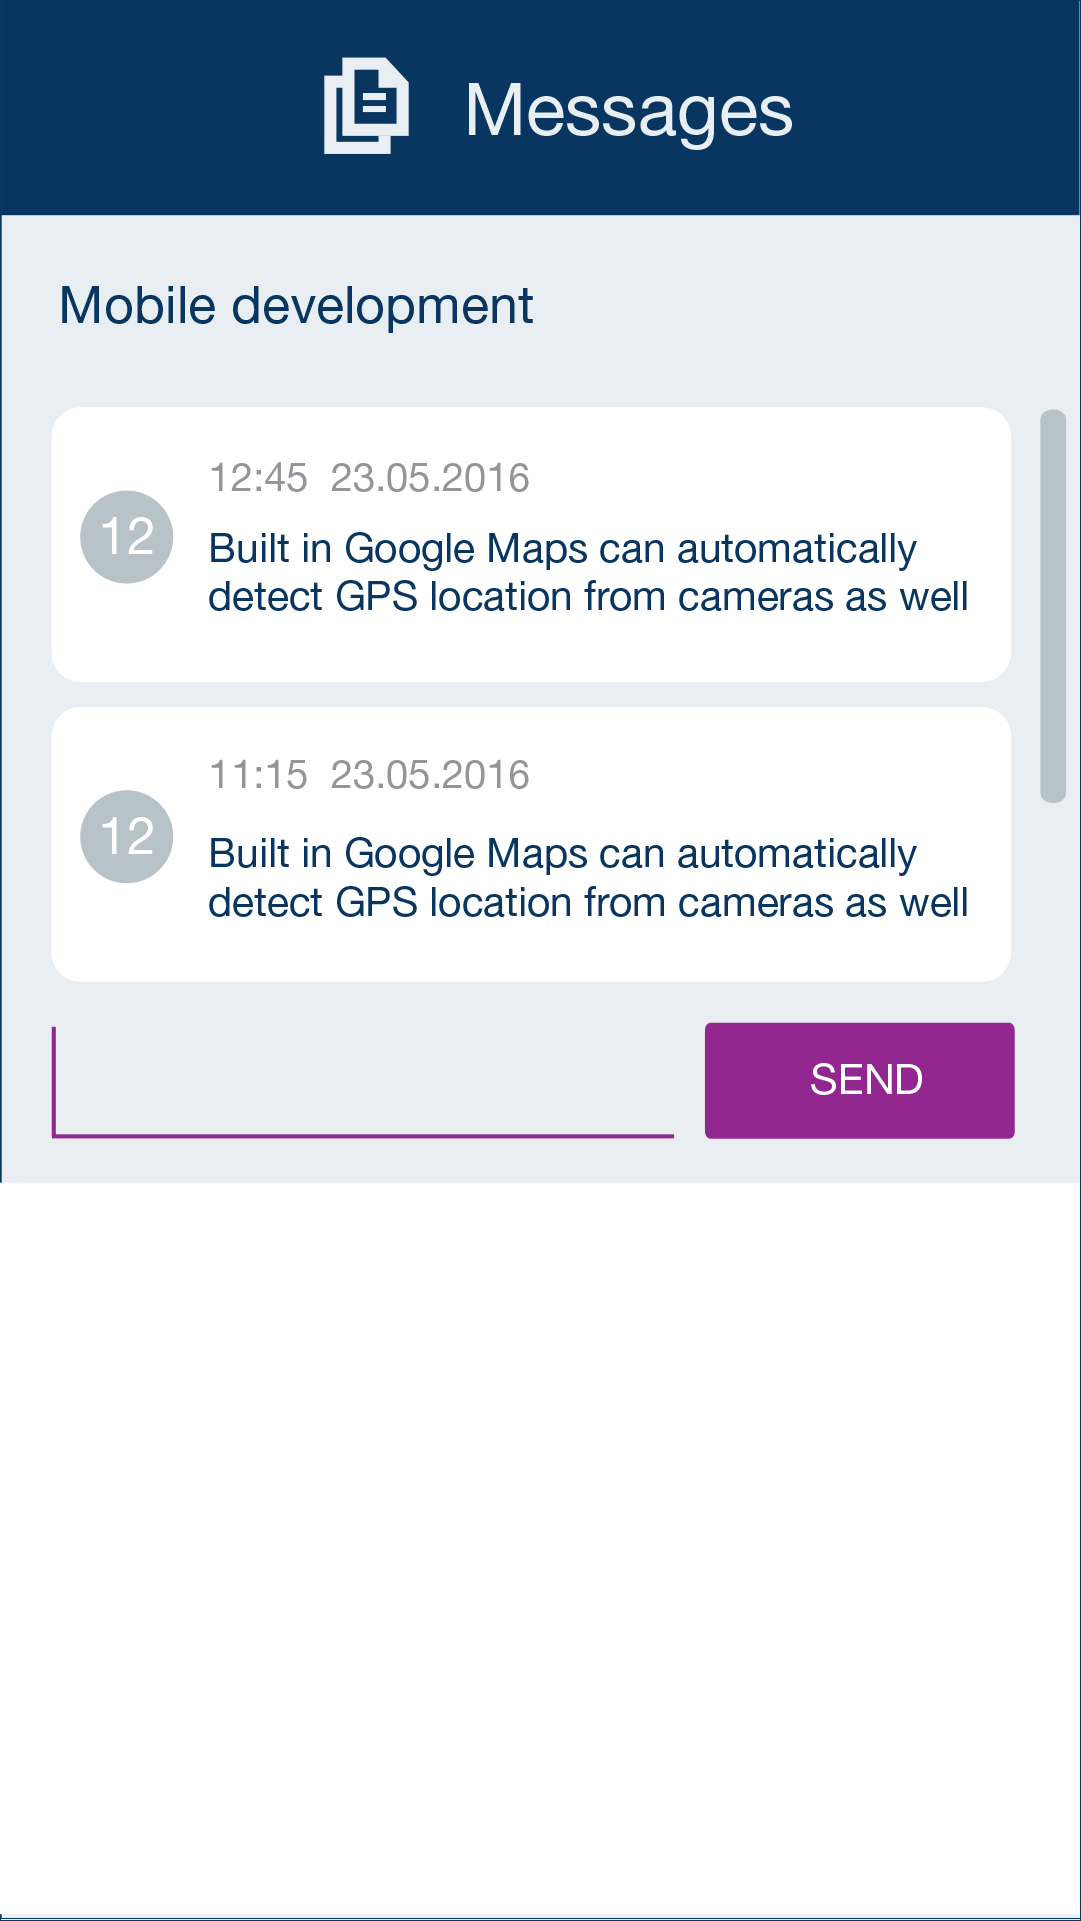 Messages
Mobile development
12:45 23.05.2016
12
Built in Google Maps can automatically
detect GPS location from cameras as well
11:15 23.05.2016
12
Built in Google Maps can automatically
detect GPS location from cameras as well
SEND